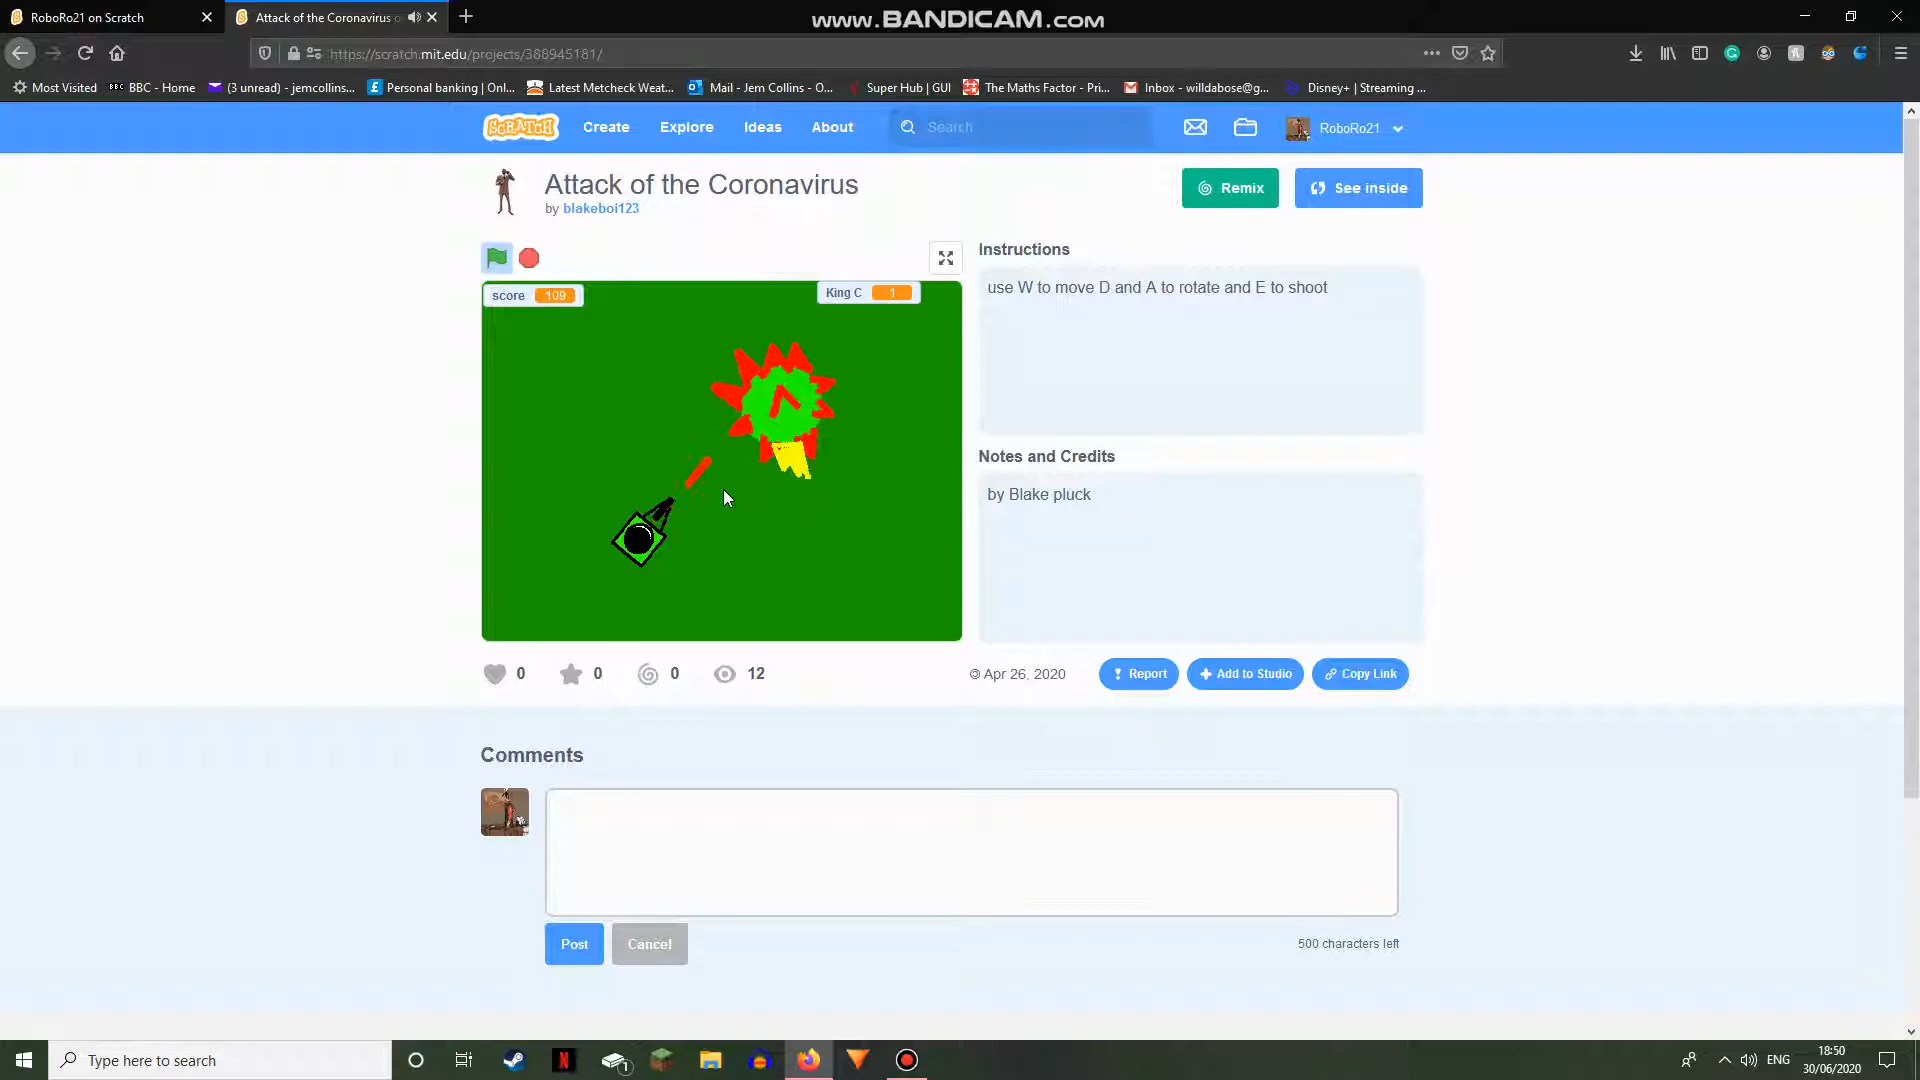 RoboRo21 on Scratch
Attack of the Coronavirus o
www.BANDICAM.com
https://scratch.mit.edu/projects/388945181/
Most Visited
BBC BBC - Home
(3 unread) - jemcollins...
£ Personal banking | Onl...
Latest Metcheck Weat...
Mail - Jem Collins - O...
Super Hub | GUI
The Maths Factor - Pri...
Inbox - willdabose@g...
Disney+ | Streaming ...
SCRATCH
Create
Explore
Ideas
About
Search
RoboRo21
Attack of the Coronavirus
by blakeboi123
Remix
See inside
Instructions
use W to move D and A to rotate and E to shoot
score 109
King C 1
Notes and Credits
by Blake pluck
0
0
0
12
© Apr 26, 2020
Report
Add to Studio
Copy Link
Comments
Post
Cancel
500 characters left
Type here to search
1
ENG
18:50
30/06/2020